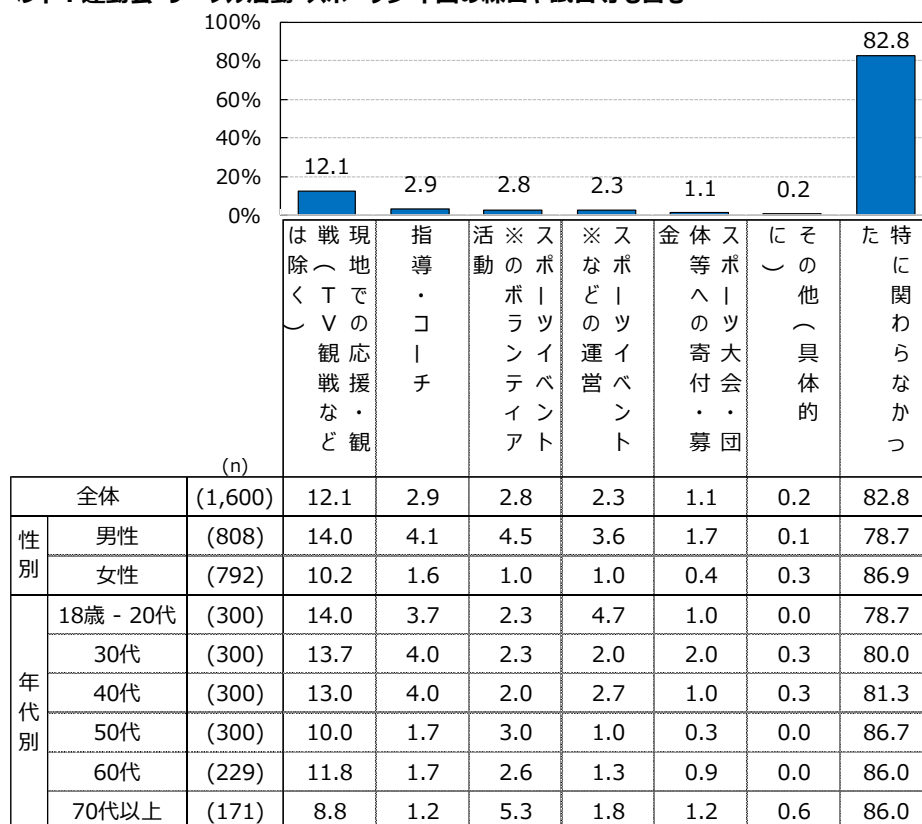 100%
80%
60%
40%
20%
0%
12.1
2.9
2.8
2.3
1.1
0.2
82.8
現地での応援・観
戦(TV観戦など
は除く)
指導・コーチ
スポーツイベント
※のボランティア
活動
スポーツイベント
※などの運営
スポーツ大会・団
体等への寄付・募
金
その他(具体的
に)
特に関わらなかっ
た
(n)
全体 (1,600) 12.1 2.9 2.8 2.3 1.1 0.2 82.8
性別
男性 (808) 14.0 4.1 4.5 3.6 1.7 0.1 78.7
女性 (792) 10.2 1.6 1.0 1.0 0.4 0.3 86.9
年代別
18歳 - 20代 (300) 14.0 3.7 2.3 4.7 1.0 0.0 78.7
30代 (300) 13.7 4.0 2.3 2.0 2.0 0.3 80.0
40代 (300) 13.0 4.0 2.0 2.7 1.0 0.3 81.3
50代 (300) 10.0 1.7 3.0 1.0 0.3 0.0 86.7
60代 (229) 11.8 1.7 2.6 1.3 0.9 0.0 86.0
70代以上 (171) 8.8 1.2 5.3 1.8 1.2 0.6 86.0